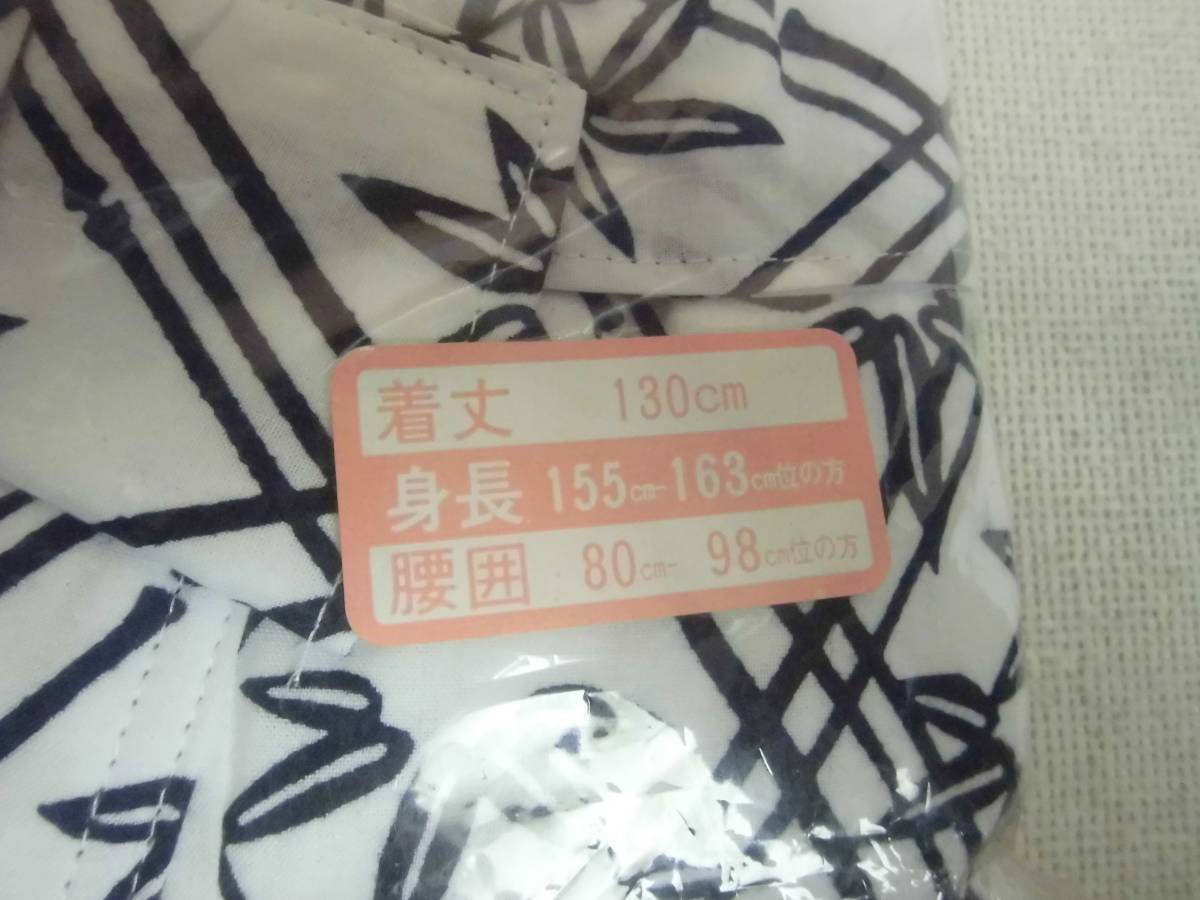 着丈 130cm
身長 155cm-163cm位の方
腰囲 80cm- 98cm位の方